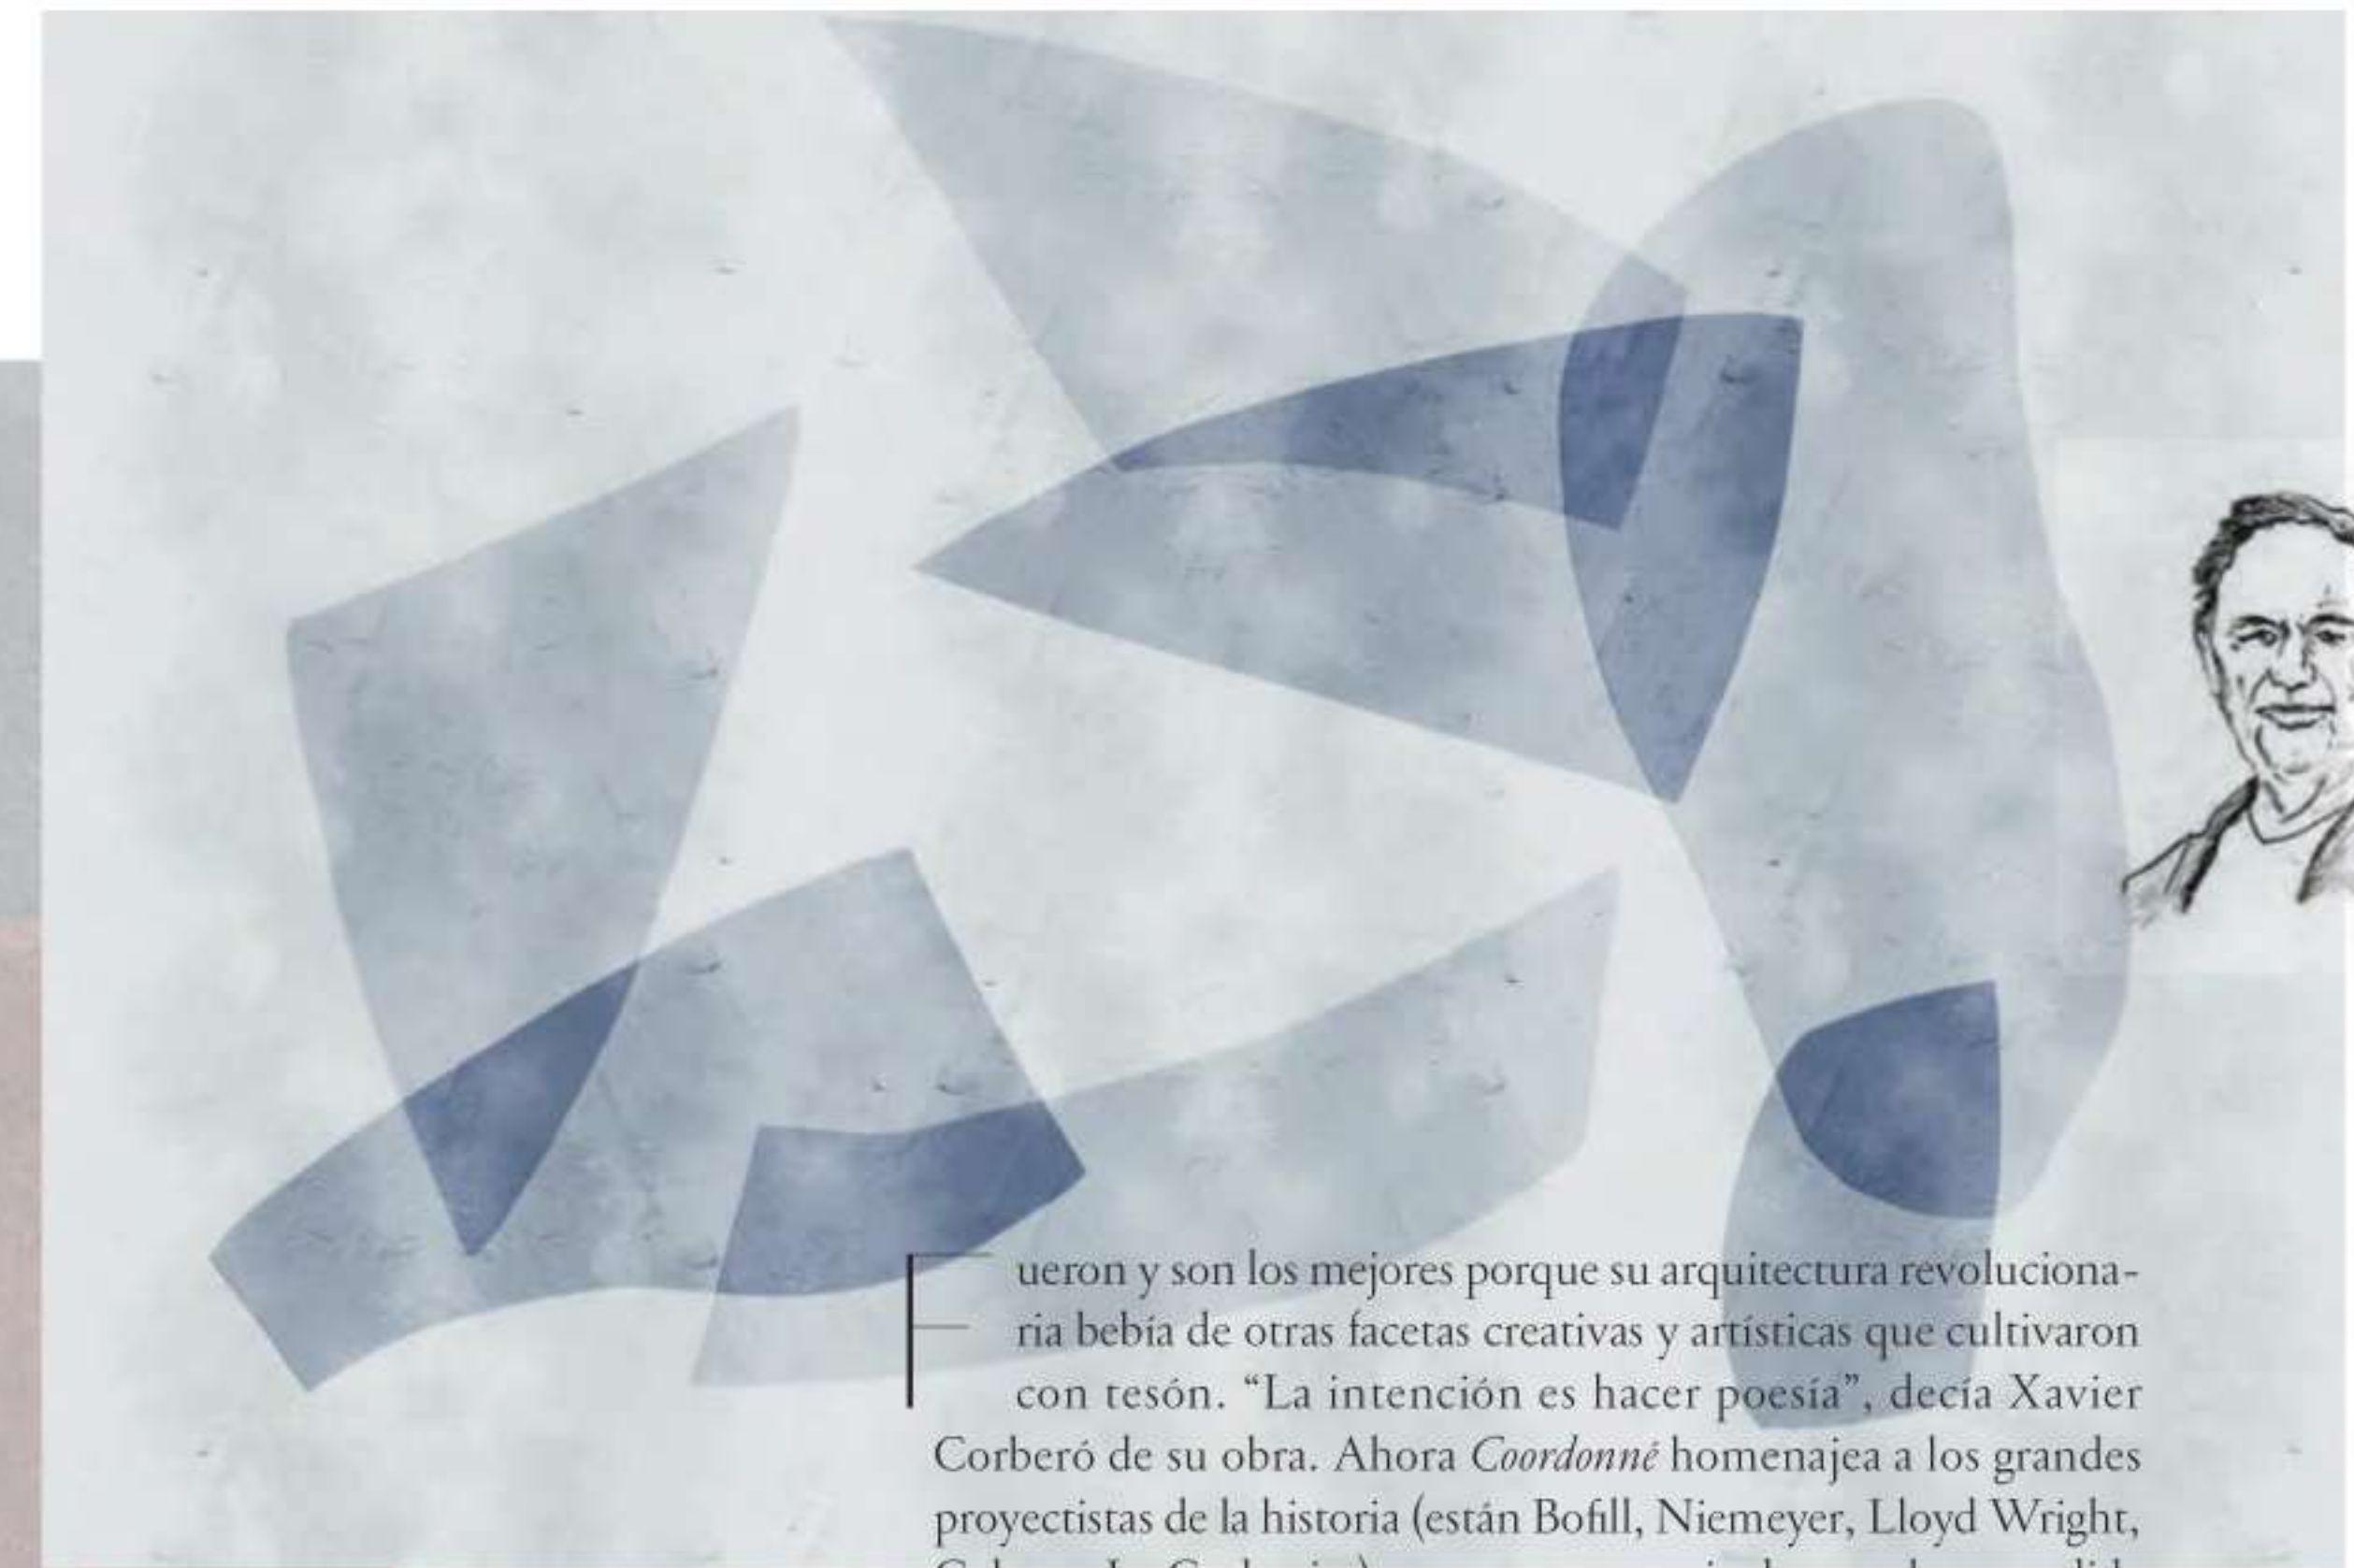 Fueron y son los mejores porque su arquitectura revoluciona-
ria bebía de otras facetas creativas y artísticas que cultivaron
con tesón. “La intención es hacer poesía”, decía Xavier
Corberó de su obra. Ahora Coordonné homenajea a los grandes
proyectistas de la historia (están Bofill, Niemeyer, Lloyd Wright,